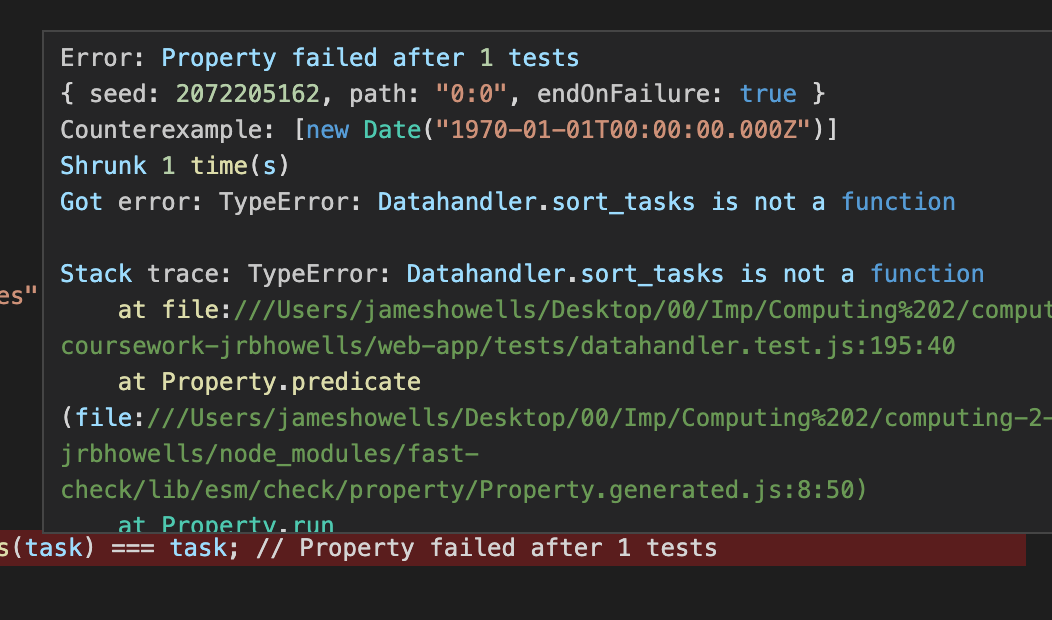 Error: Property failed after 1 tests
{ seed: 2072205162, path: "0:0", endOnFailure: true }
Counterexample: [new Date("1970-01-01T00:00:00.000Z")]
Shrunk 1 time(s)
Got error: TypeError: Datahandler.sort_tasks is not a function
Stack trace: TypeError: Datahandler.sort_tasks is not a function
es"
at file:///Users/jameshowells/Desktop/00/Imp/Computing%202/comput
coursework-jrbhowells/web-app/tests/datahandler.test.js:195:40
at Property.predicate
(file:///Users/jameshowells/Desktop/00/Imp/Computing%202/computing-2-
jrbhowells/node_modules/fast-
check/lib/esm/check/property/Property.generated.js:8:50)
at Property.run
s(task) === task; // Property failed after 1 tests